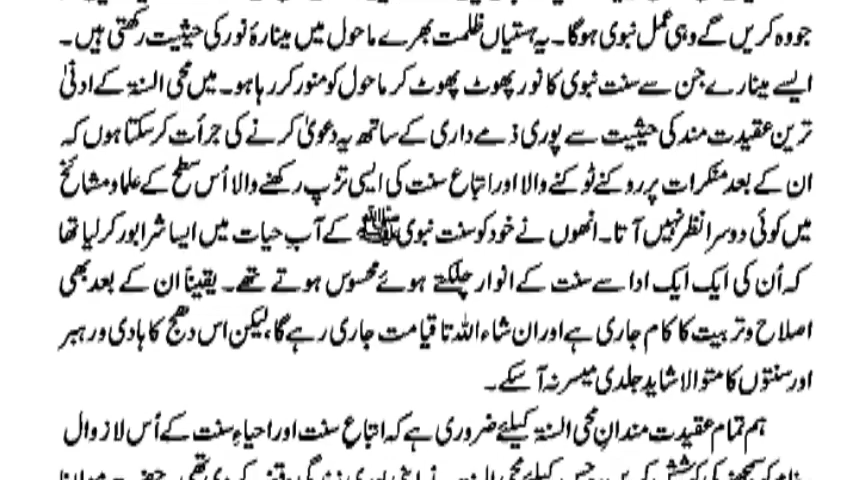 جو وہ کریں گے وہی عمل نبوی ہوگا۔ یہ ہستیاں ظلمت بھرے ماحول میں مینارۂ نور کی حیثیت رکھتی ہیں۔
ایسے مینارے جن سے سنت نبوی کا نور پھوٹ پھوٹ کر ماحول کو منور کر رہا ہو۔ میں محی السنۃ کے ادنیٰ
ترین عقیدت مند کی حیثیت سے پوری ذمے داری کے ساتھ یہ دعویٰ کرنے کی جرأت کر سکتا ہوں کہ
ان کے بعد منکرات پر روکنے ٹوکنے والا اور اتباع سنت کی ایسی تڑپ رکھنے والا اُس سطح کے علما و مشائخ
میں کوئی دوسرا نظر نہیں آتا۔ انھوں نے خود کو سنت نبوی ﷺ کے آبِ حیات میں ایسا شرابور کر لیا تھا
کہ اُن کی ایک ایک ادا سے سنت کے انوار چھلکتے ہوئے محسوس ہوتے تھے۔ یقیناً ان کے بعد بھی
اصلاح و تربیت کا کام جاری ہے اور ان شاء اللہ تا قیامت جاری رہے گا، لیکن اس دھج کا ہادی و رہبر
اور سنتوں کا متوالا شاید جلدی میسر نہ آ سکے۔
ہم تمام عقیدت مندانِ محی السنۃ کیلئے ضروری ہے کہ اتباع سنت اور احیاءِ سنت کے اُس لازوال